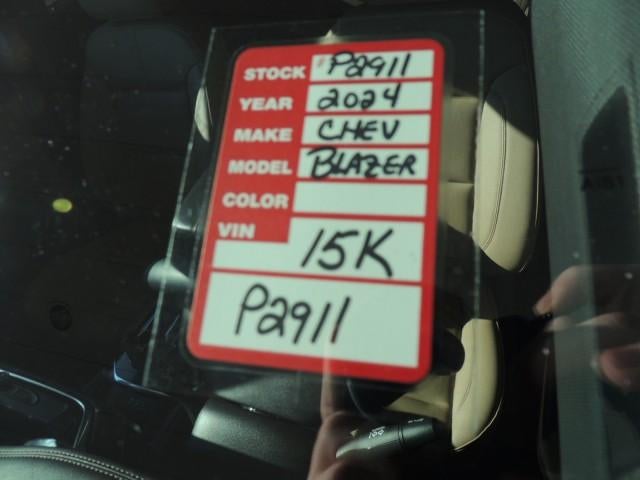 STOCK #P2911
YEAR 2024
MAKE CHEV
MODEL BLAZER
COLOR
VIN
15K
P2911